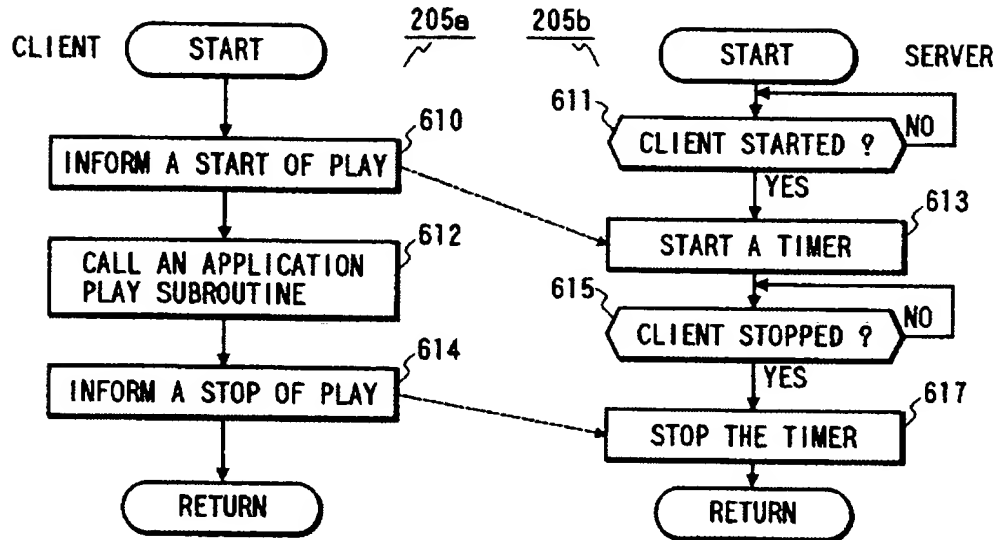 CLIENT
START
205a
610
INFORM A START OF PLAY
612
CALL AN APPLICATION
PLAY SUBROUTINE
614
INFORM A STOP OF PLAY
RETURN
205b
START
SERVER
611
CLIENT STARTED ?
NO
YES
613
START A TIMER
615
CLIENT STOPPED ?
NO
YES
617
STOP THE TIMER
RETURN